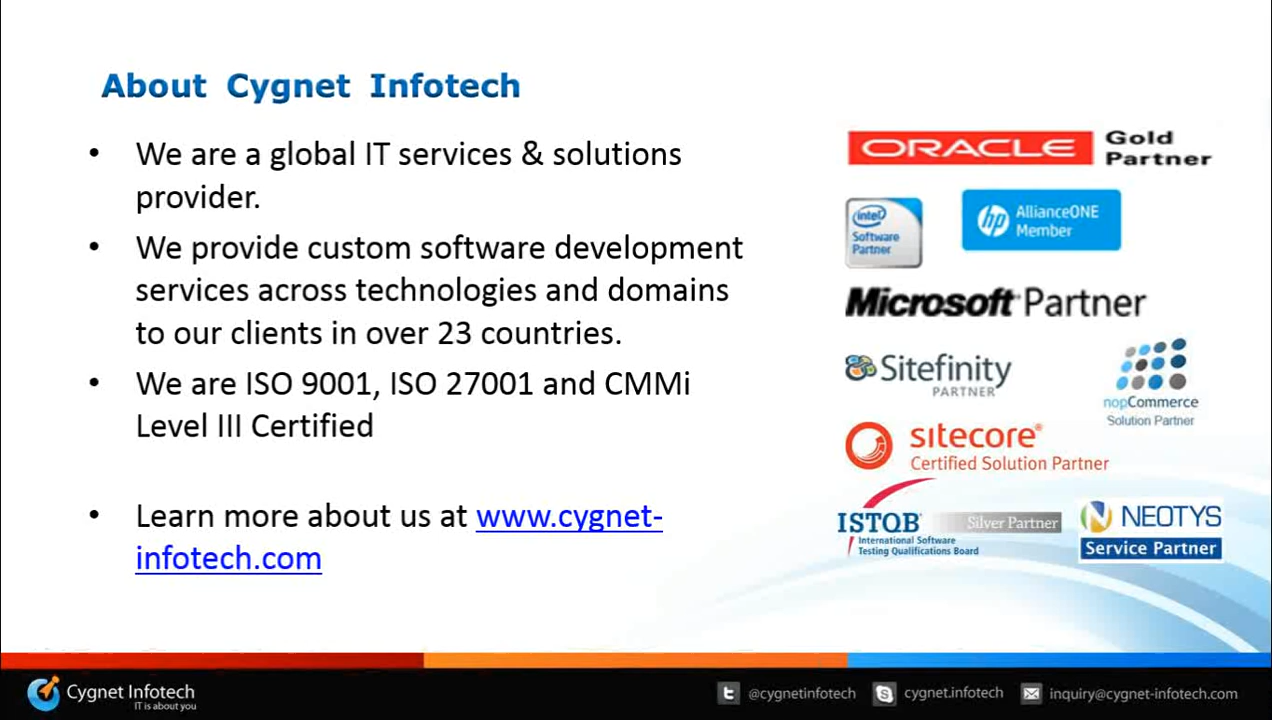 About Cygnet Infotech
• We are a global IT services & solutions
provider.
• We provide custom software development
services across technologies and domains
to our clients in over 23 countries.
• We are ISO 9001, ISO 27001 and CMMi
Level III Certified
• Learn more about us at www.cygnet-
infotech.com
ORACLE Gold
Partner
intel
Software
Partner
hp AllianceONE
Member
Microsoft Partner
Sitefinity
PARTNER
nopCommerce
Solution Partner
sitecore®
Certified Solution Partner
ISTQB® Silver Partner
International Software
Testing Qualifications Board
NEOTYS
Service Partner
Cygnet Infotech
IT is about you
@cygnetinfotech
cygnet.infotech
inquiry@cygnet-infotech.com